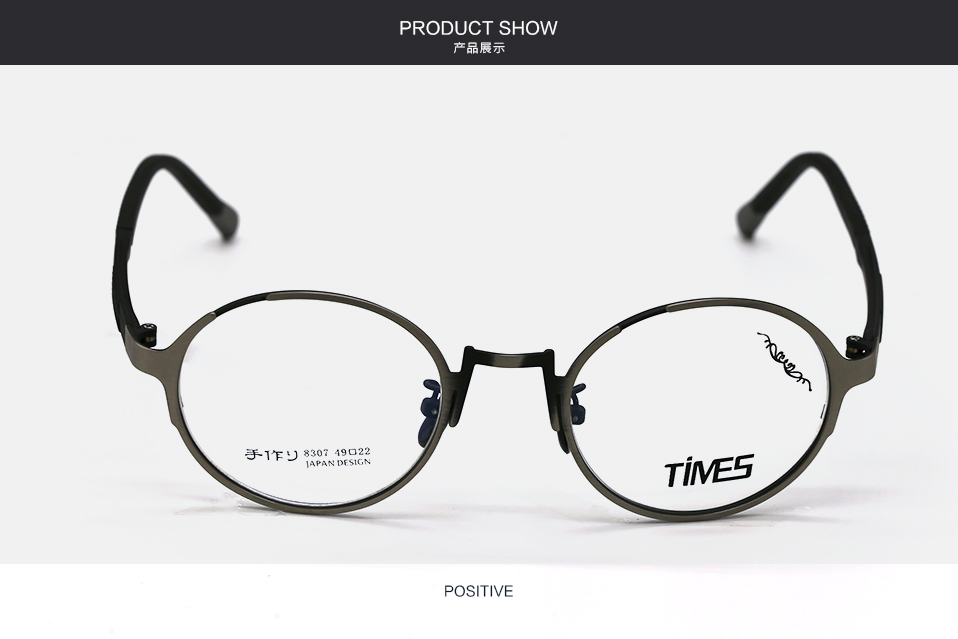 PRODUCT SHOW
产品展示
手作り 8307 49□22
JAPAN DESIGN
TIMES
POSITIVE